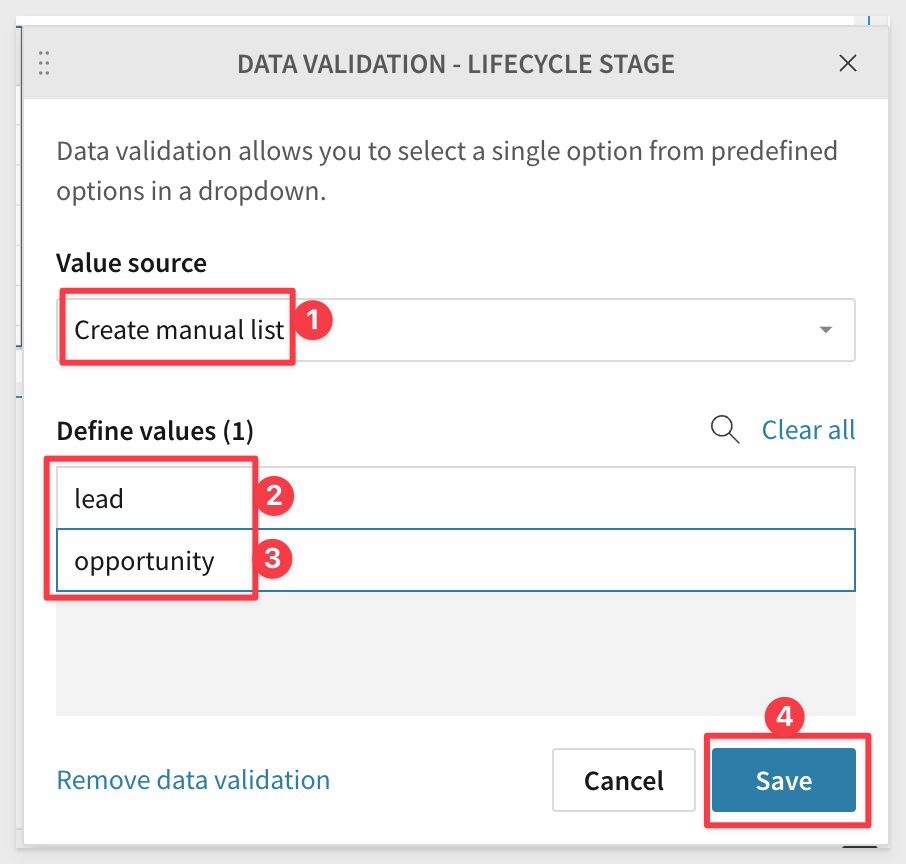 DATA VALIDATION - LIFECYCLE STAGE
Data validation allows you to select a single option from predefined
options in a dropdown.
Value source
Create manual list 1
Define values (1) Clear all
lead 2
opportunity 3
4
Remove data validation Cancel Save